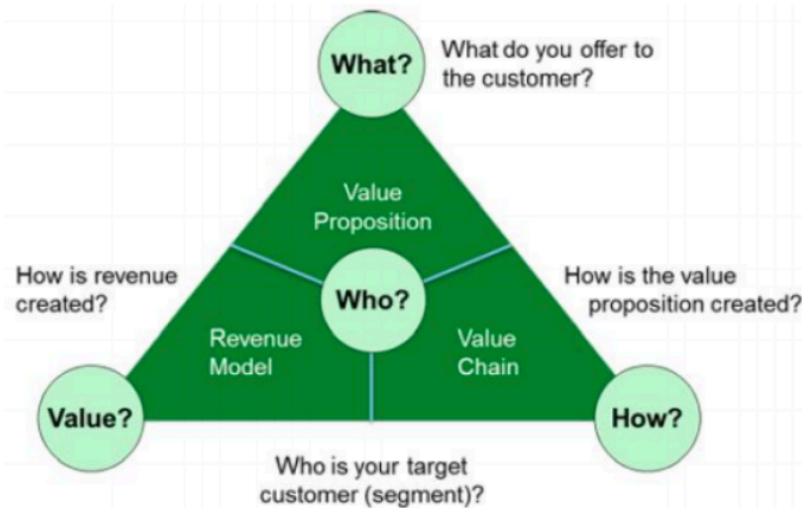 What?
What do you offer to
the customer?
Value
Proposition
How is revenue
created?
Who?
How is the value
proposition created?
Revenue
Model
Value
Chain
Value?
How?
Who is your target
customer (segment)?